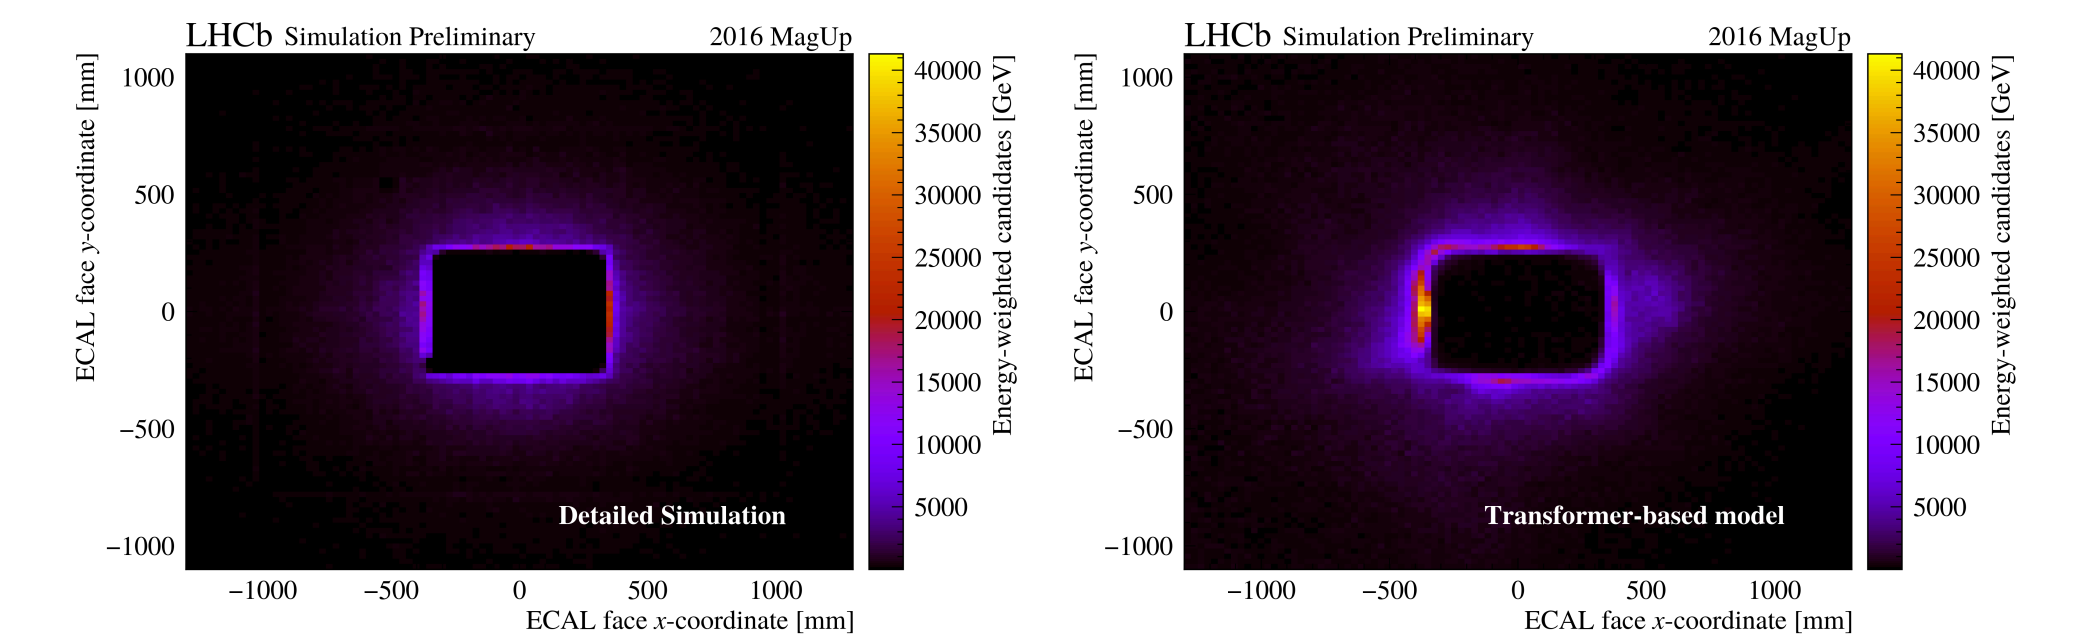 LHCb Simulation Preliminary 2016 MagUp
ECAL face y-coordinate [mm]
1000
500
0
−500
−1000
−1000 −500 0 500 1000
ECAL face x-coordinate [mm]
Detailed Simulation
40000
35000
30000
25000
20000
15000
10000
5000
Energy-weighted candidates [GeV]
LHCb Simulation Preliminary 2016 MagUp
ECAL face y-coordinate [mm]
1000
500
0
−500
−1000
−1000 −500 0 500 1000
ECAL face x-coordinate [mm]
Transformer-based model
40000
35000
30000
25000
20000
15000
10000
5000
Energy-weighted candidates [GeV]